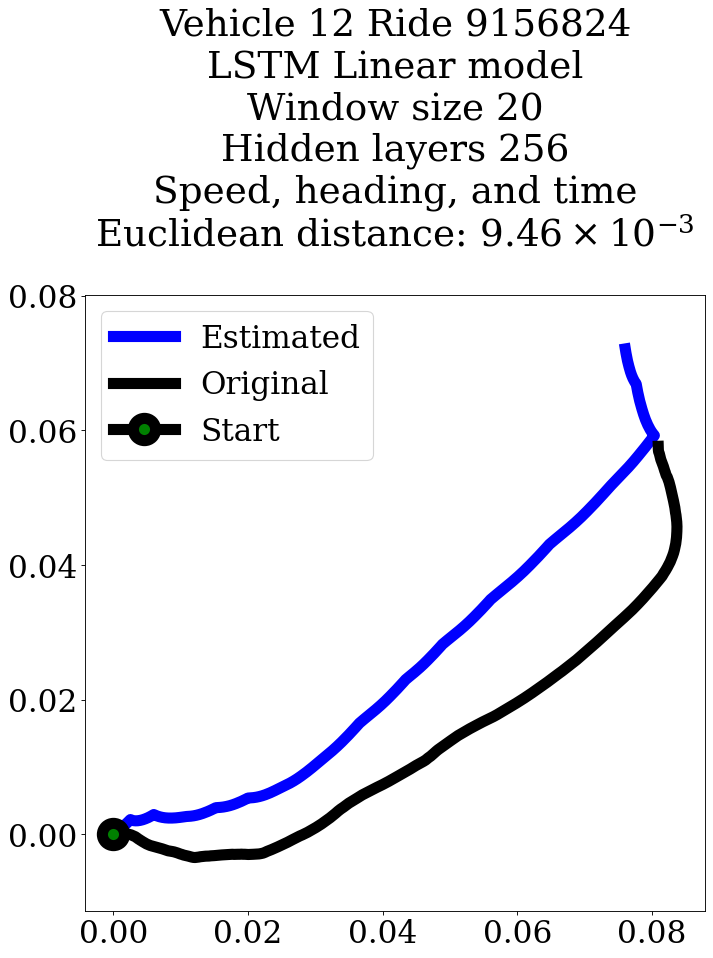 Vehicle 12 Ride 9156824
LSTM Linear model
Window size 20
Hidden layers 256
Speed, heading, and time
Euclidean distance: 9.46 × 10⁻³
0.08
Estimated
Original
Start
0.06
0.04
0.02
0.00
0.00 0.02 0.04 0.06 0.08